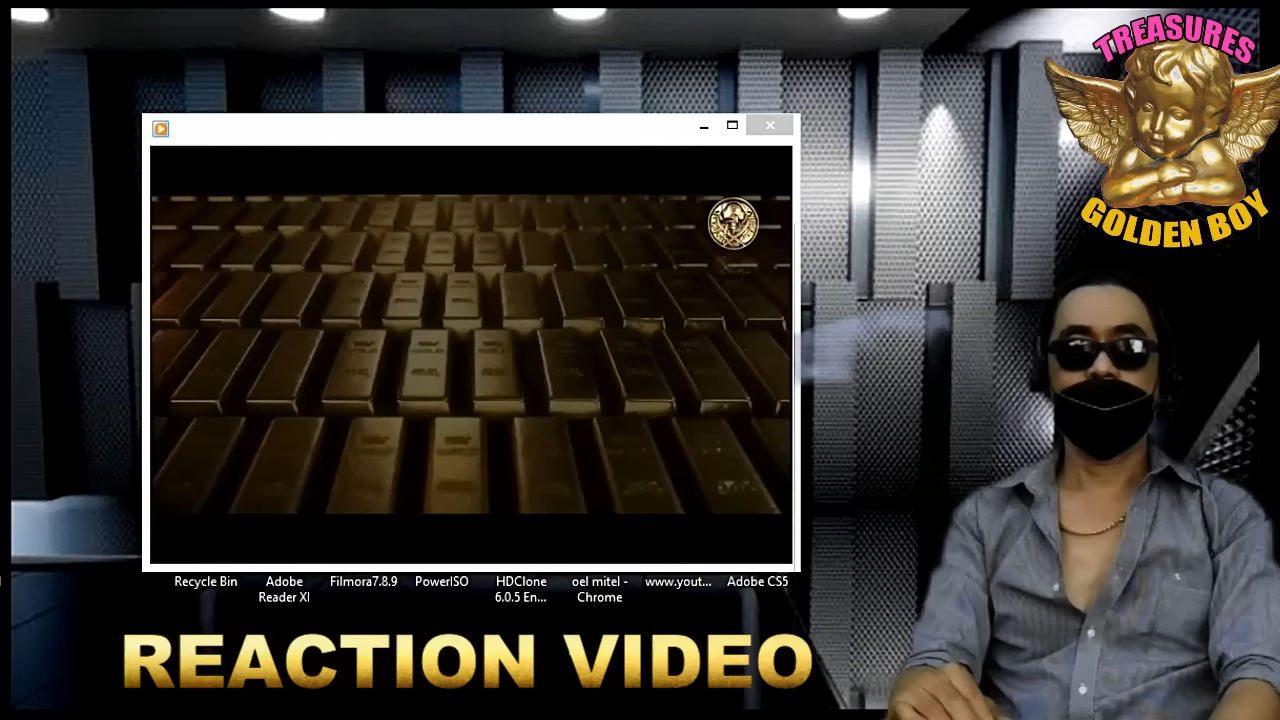 TREASURES
GOLDEN BOY
Recycle Bin
Adobe
Reader XI
Filmora7.8.9
PowerISO
HDClone
6.0.5 En...
oel mitel -
Chrome
www.yout...
Adobe CS5
REACTION VIDEO